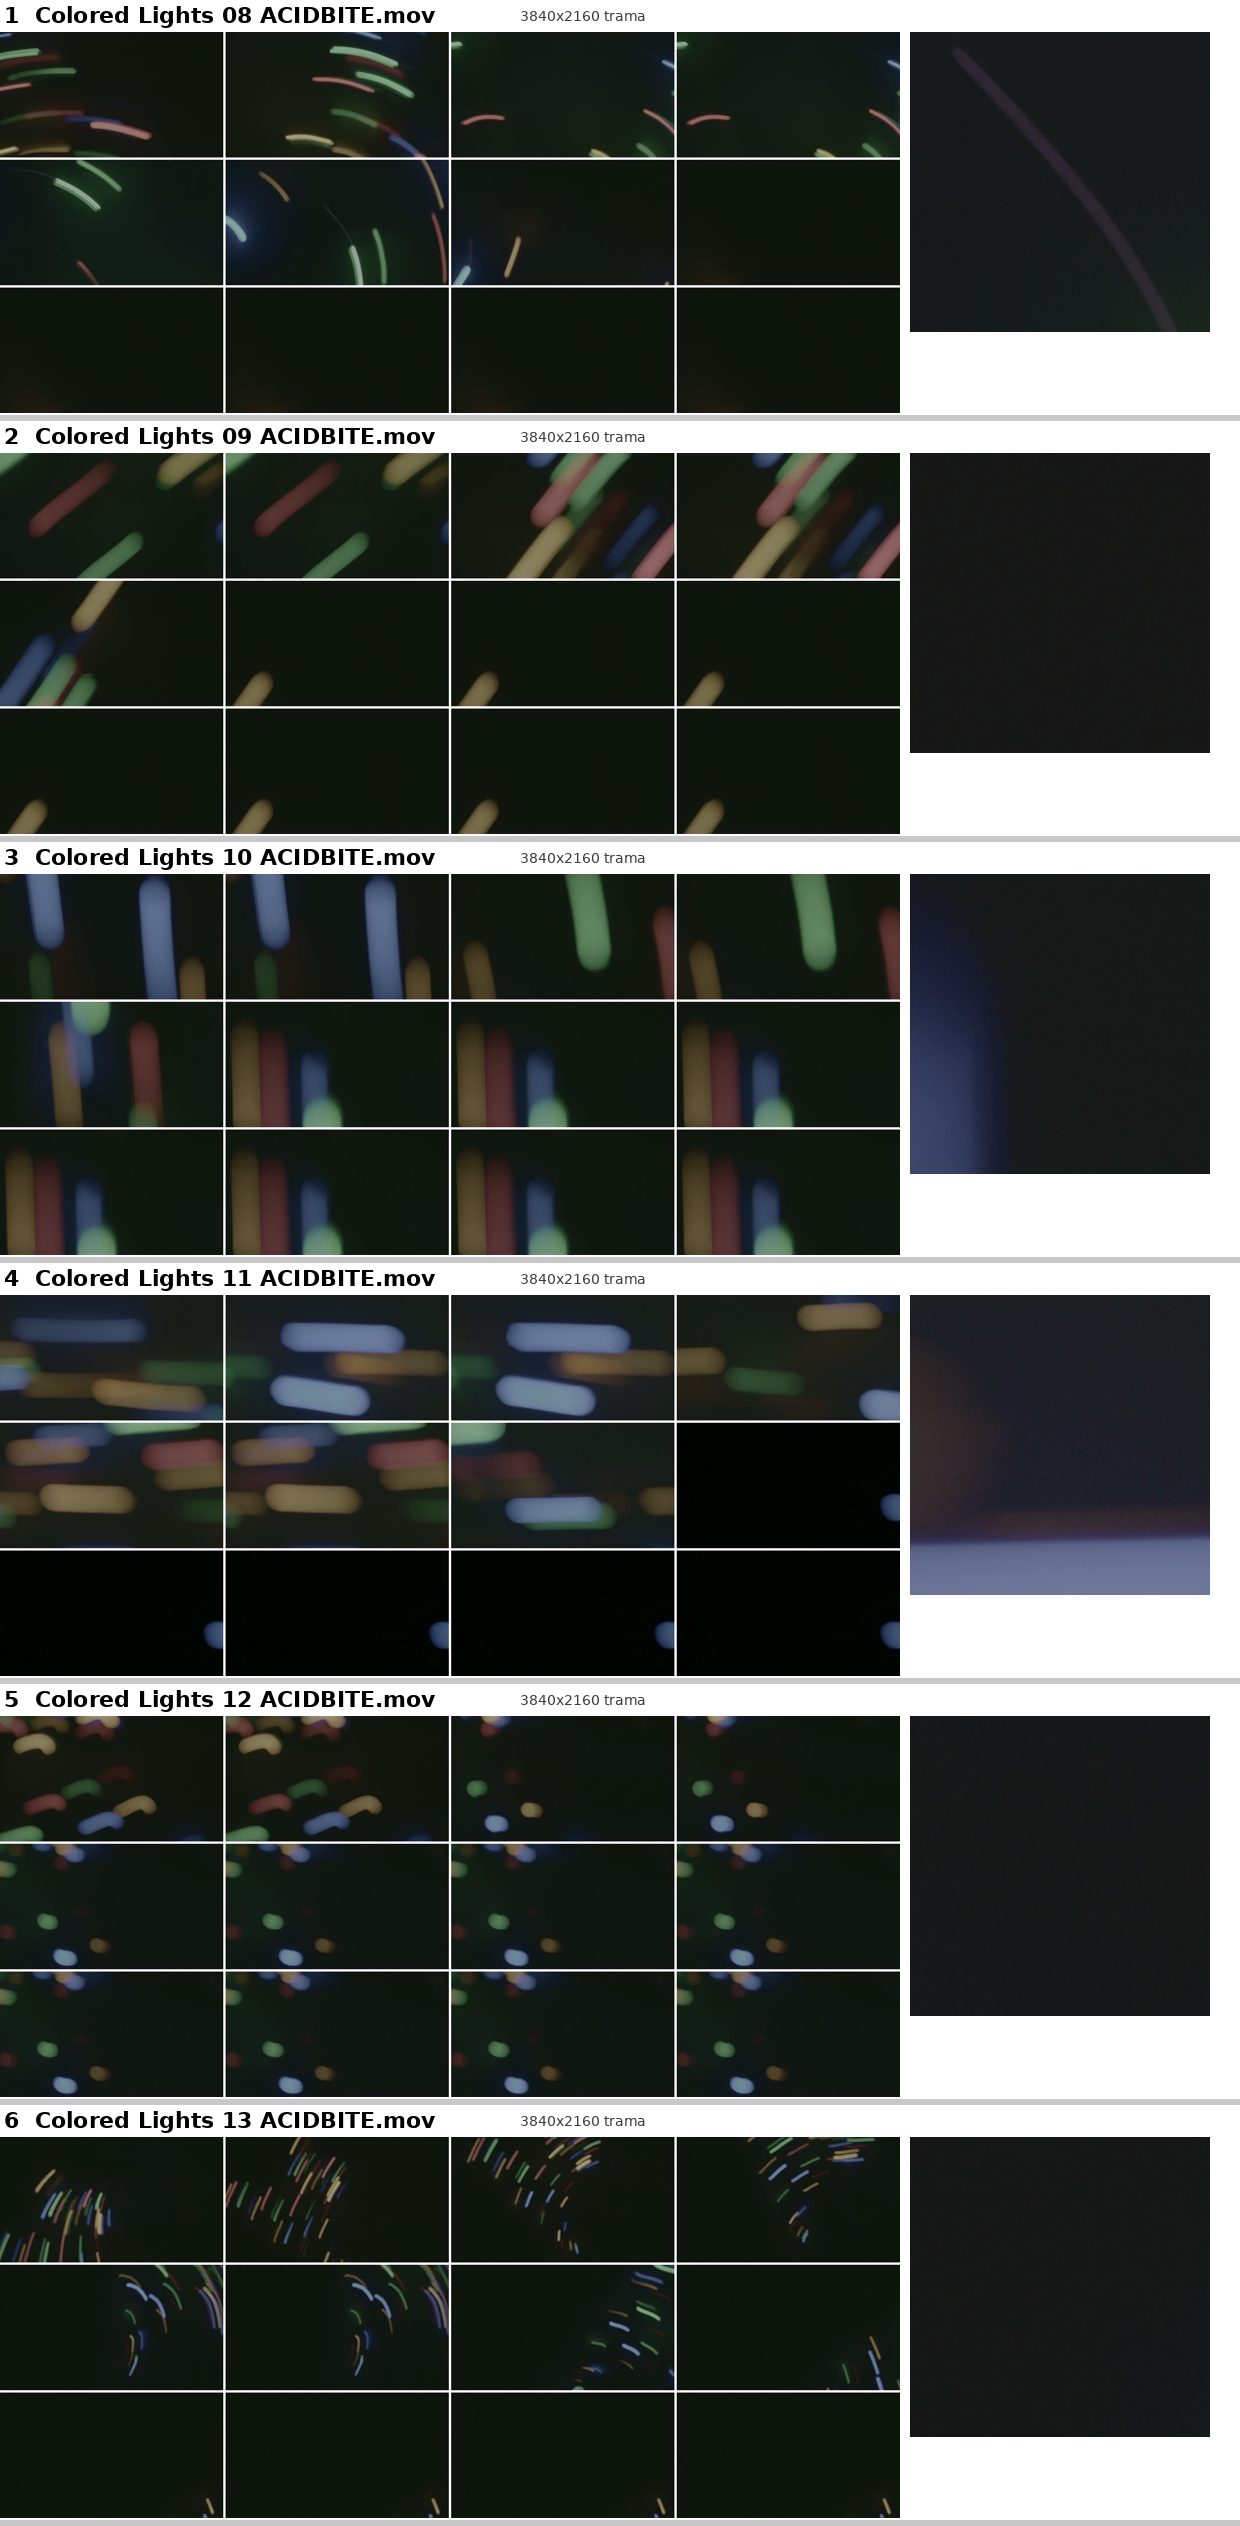 1 Colored Lights 08 ACIDBITE.mov 3840x2160 trama
2 Colored Lights 09 ACIDBITE.mov 3840x2160 trama
3 Colored Lights 10 ACIDBITE.mov 3840x2160 trama
4 Colored Lights 11 ACIDBITE.mov 3840x2160 trama
5 Colored Lights 12 ACIDBITE.mov 3840x2160 trama
6 Colored Lights 13 ACIDBITE.mov 3840x2160 trama